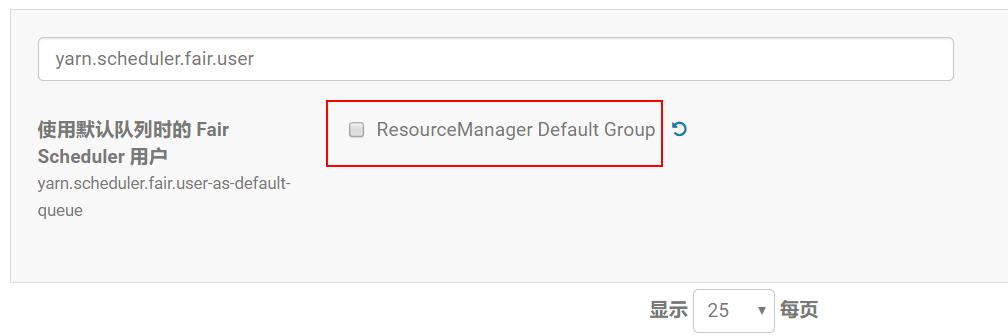 yarn.scheduler.fair.user
使用默认队列时的 Fair
Scheduler 用户
yarn.scheduler.fair.user-as-default-
queue
ResourceManager Default Group
显示 25 每页